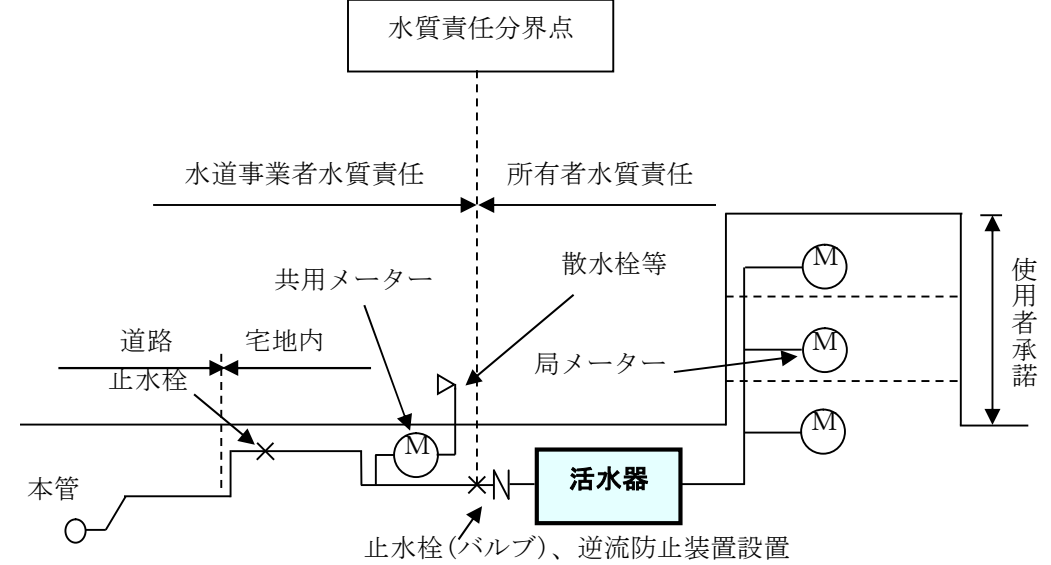 水質責任分界点
水道事業者水質責任
所有者水質責任
共用メーター
散水栓等
道路
宅地内
止水栓
局メーター
使用者承諾
M
M
M
M
本管
活水器
止水栓(バルブ)、逆流防止装置設置